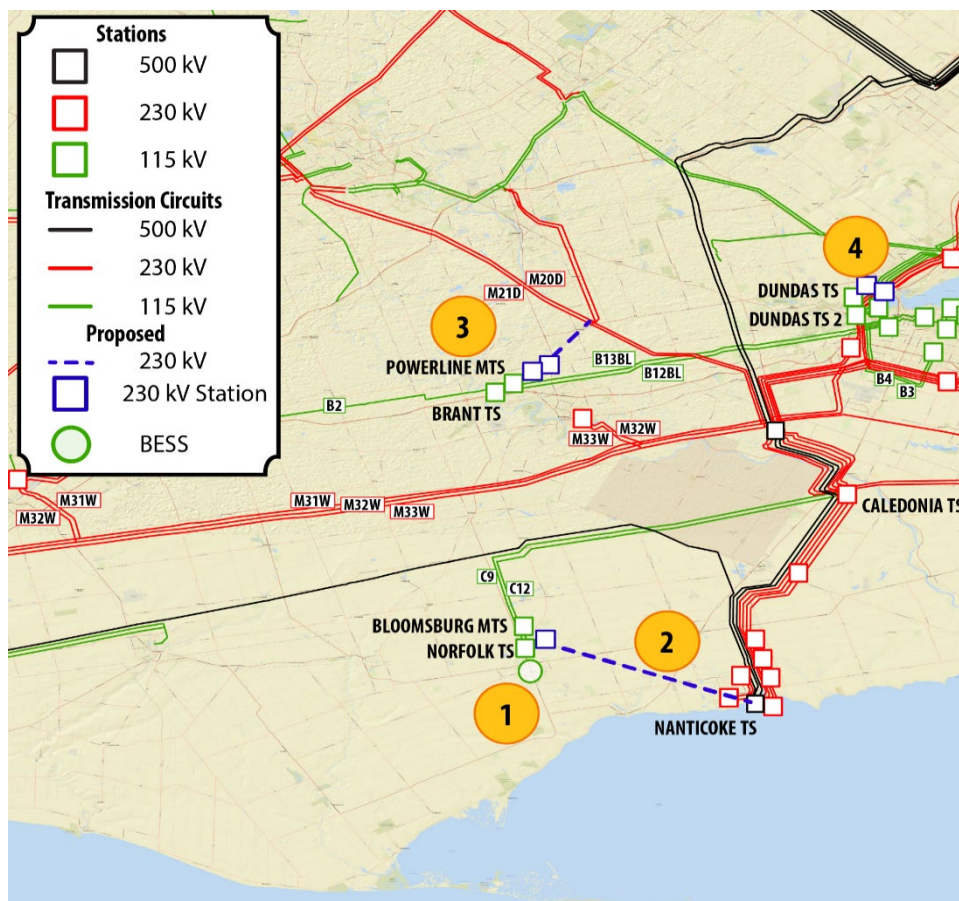 Stations
500 kV
230 kV
115 kV
Transmission Circuits
500 kV
230 kV
115 kV
Proposed
230 kV
230 kV Station
BESS
4
DUNDAS TS
DUNDAS TS 2
M20D
M21D
3
POWERLINE MTS
B13BL
B12BL
BRANT TS
B2
B4
B3
M32W
M33W
M31W
M32W
M31W
M32W
M33W
CALEDONIA TS
C9
C12
BLOOMSBURG MTS
NORFOLK TS
2
1
NANTICOKE TS